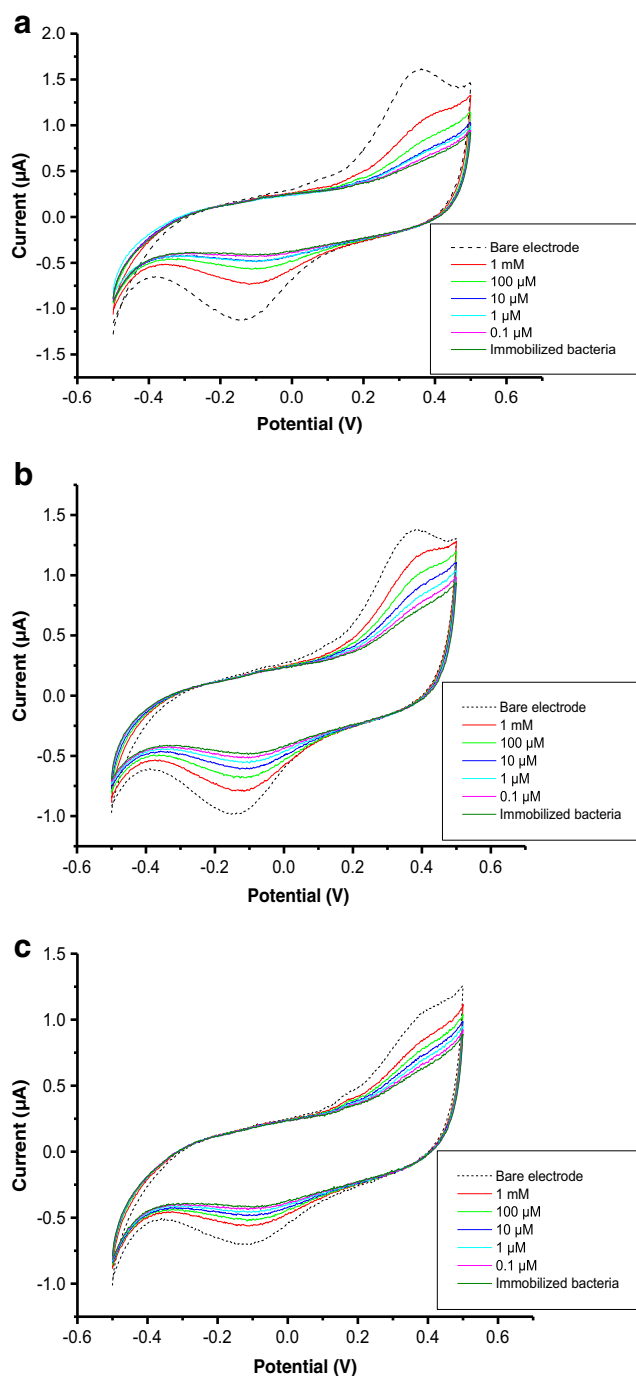 a
2.0
1.5
1.0
0.5
0.0
-0.5
-1.0
-1.5
Current (µA)
Bare electrode
1 mM
100 µM
10 µM
1 µM
0.1 µM
Immobilized bacteria
-0.6 -0.4 -0.2 0.0 0.2 0.4 0.6
Potential (V)
b
1.5
1.0
0.5
0.0
-0.5
-1.0
Current (µA)
Bare electrode
1 mM
100 µM
10 µM
1 µM
0.1 µM
Immobilized bacteria
-0.6 -0.4 -0.2 0.0 0.2 0.4 0.6
Potential (V)
c
1.5
1.0
0.5
0.0
-0.5
-1.0
Current (µA)
Bare electrode
1 mM
100 µM
10 µM
1 µM
0.1 µM
Immobilized bacteria
-0.6 -0.4 -0.2 0.0 0.2 0.4 0.6
Potential (V)